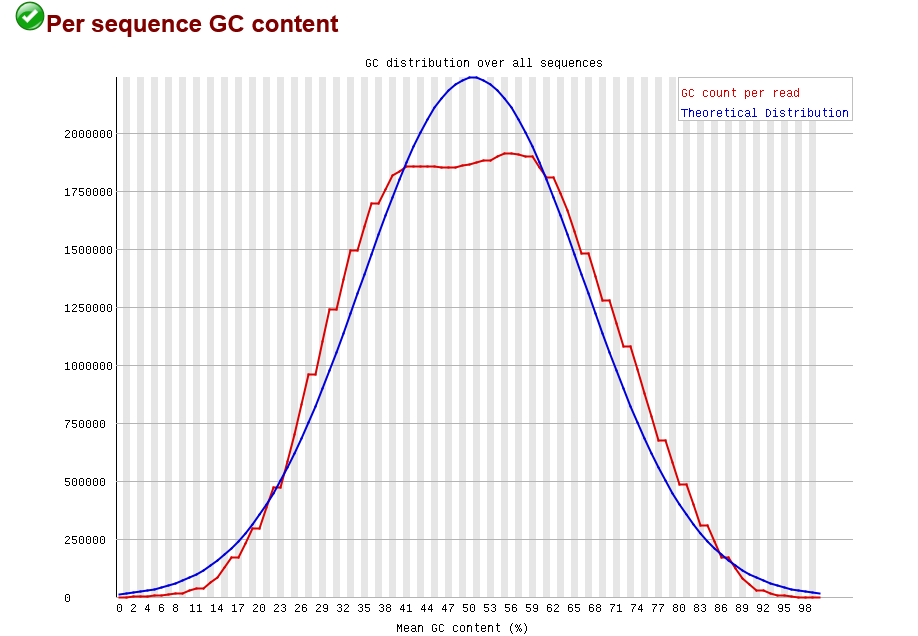 Per sequence GC content
GC distribution over all sequences
GC count per read
Theoretical Distribution
2000000
1750000
1500000
1250000
1000000
750000
500000
250000
0
0 2 4 6 8 11 14 17 20 23 26 29 32 35 38 41 44 47 50 53 56 59 62 65 68 71 74 77 80 83 86 89 92 95 98
Mean GC content (%)